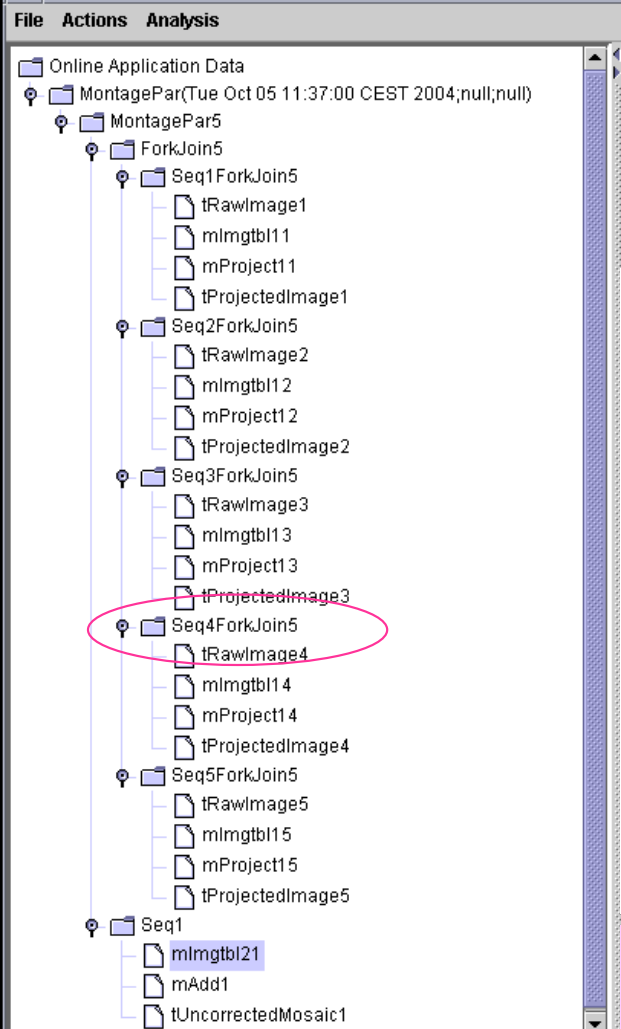 File Actions Analysis
Online Application Data
MontagePar(Tue Oct 05 11:37:00 CEST 2004;null;null)
MontagePar5
ForkJoin5
Seq1ForkJoin5
tRawImage1
mImgtbl11
mProject11
tProjectedImage1
Seq2ForkJoin5
tRawImage2
mImgtbl12
mProject12
tProjectedImage2
Seq3ForkJoin5
tRawImage3
mImgtbl13
mProject13
tProjectedImage3
Seq4ForkJoin5
tRawImage4
mImgtbl14
mProject14
tProjectedImage4
Seq5ForkJoin5
tRawImage5
mImgtbl15
mProject15
tProjectedImage5
Seq1
mImgtbl21
mAdd1
tUncorrectedMosaic1